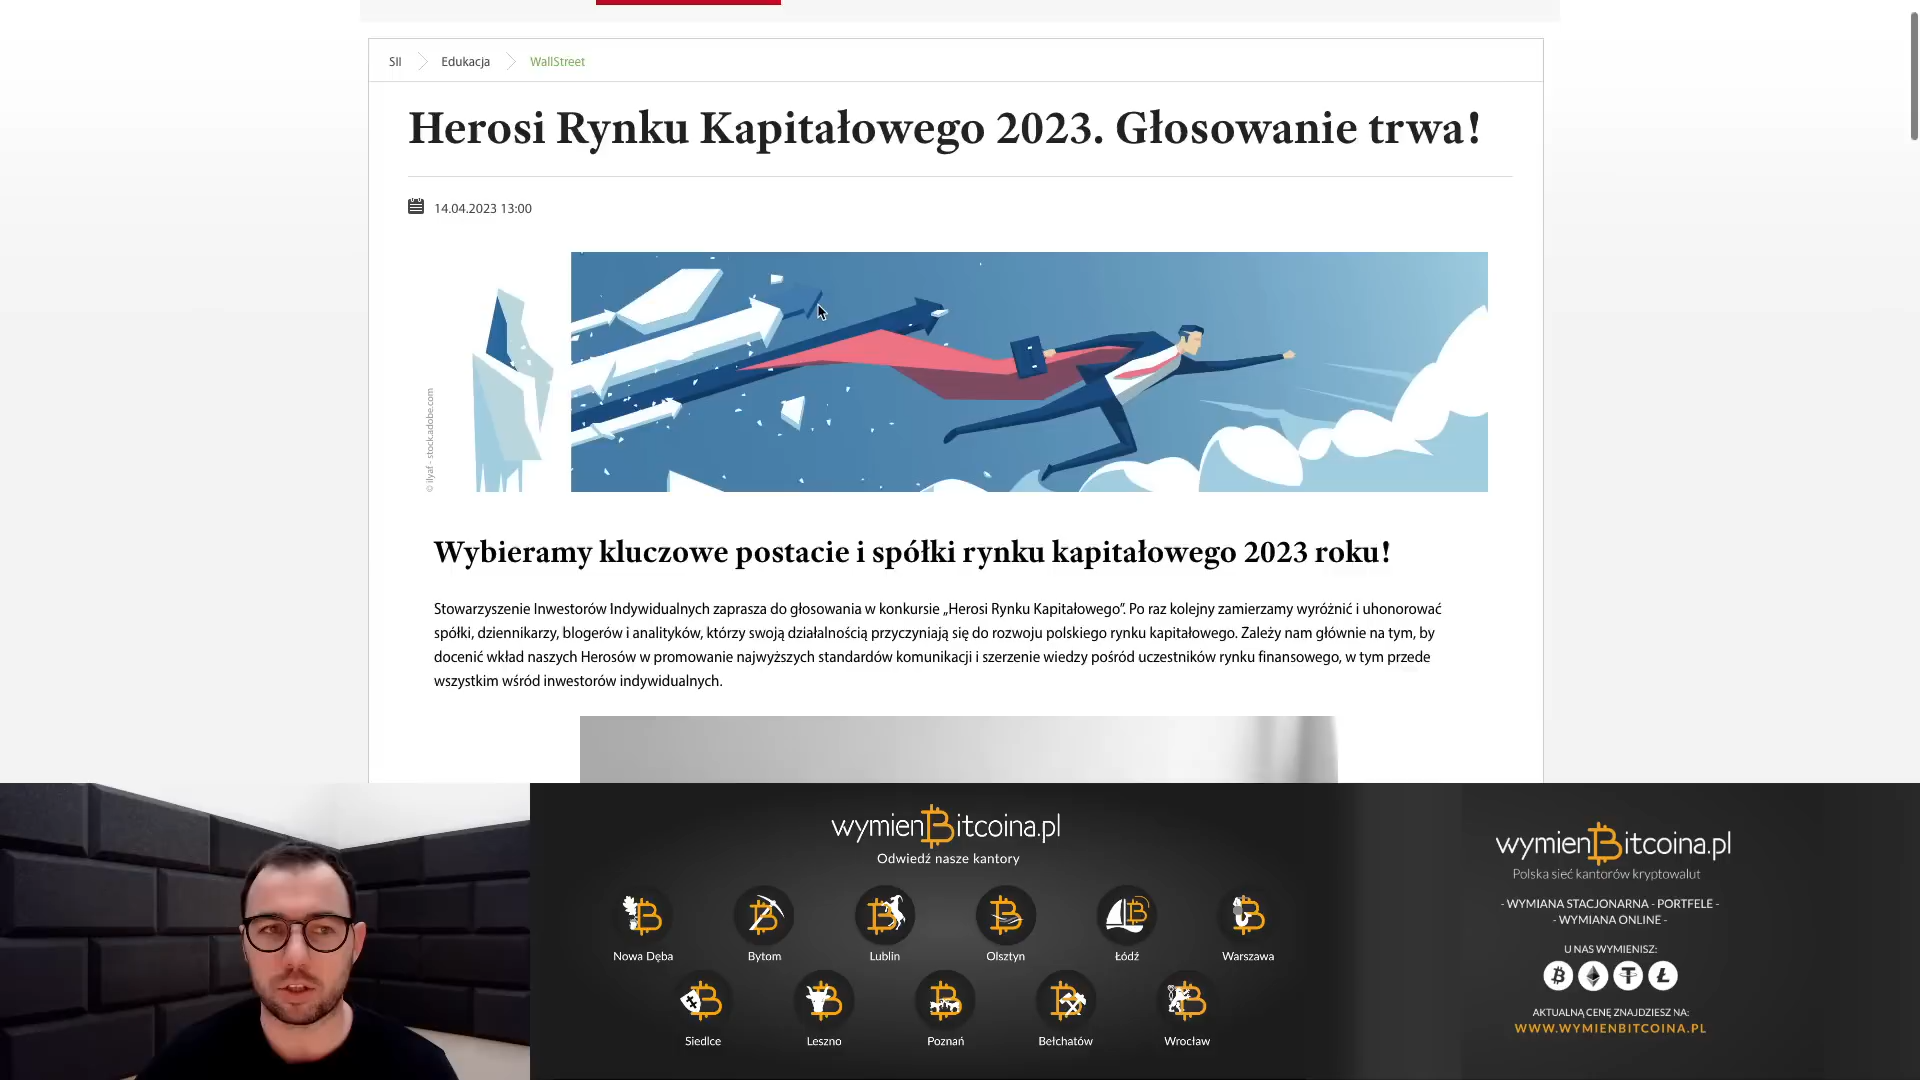 SII
Edukacja
WallStreet
Herosi Rynku Kapitałowego 2023. Głosowanie trwa!
14.04.2023 13:00
© ilyaf - stock.adobe.com
Wybieramy kluczowe postacie i spółki rynku kapitałowego 2023 roku!
Stowarzyszenie Inwestorów Indywidualnych zaprasza do głosowania w konkursie „Herosi Rynku Kapitałowego”. Po raz kolejny zamierzamy wyróżnić i uhonorować
spółki, dziennikarzy, blogerów i analityków, którzy swoją działalnością przyczyniają się do rozwoju polskiego rynku kapitałowego. Zależy nam głównie na tym, by
docenić wkład naszych Herosów w promowanie najwyższych standardów komunikacji i szerzenie wiedzy pośród uczestników rynku finansowego, w tym przede
wszystkim wśród inwestorów indywidualnych.
wymienBitcoina.pl
Odwiedź nasze kantory
Nowa Dęba
Bytom
Lublin
Olsztyn
Łódź
Warszawa
Siedlce
Leszno
Poznań
Bełchatów
Wrocław
wymienBitcoina.pl
Polska sieć kantorów kryptowalut
- WYMIANA STACJONARNA - PORTFELE -
- WYMIANA ONLINE -
U NAS WYMIENISZ:
AKTUALNĄ CENĘ ZNAJDZIESZ NA:
WWW.WYMIENBITCOINA.PL